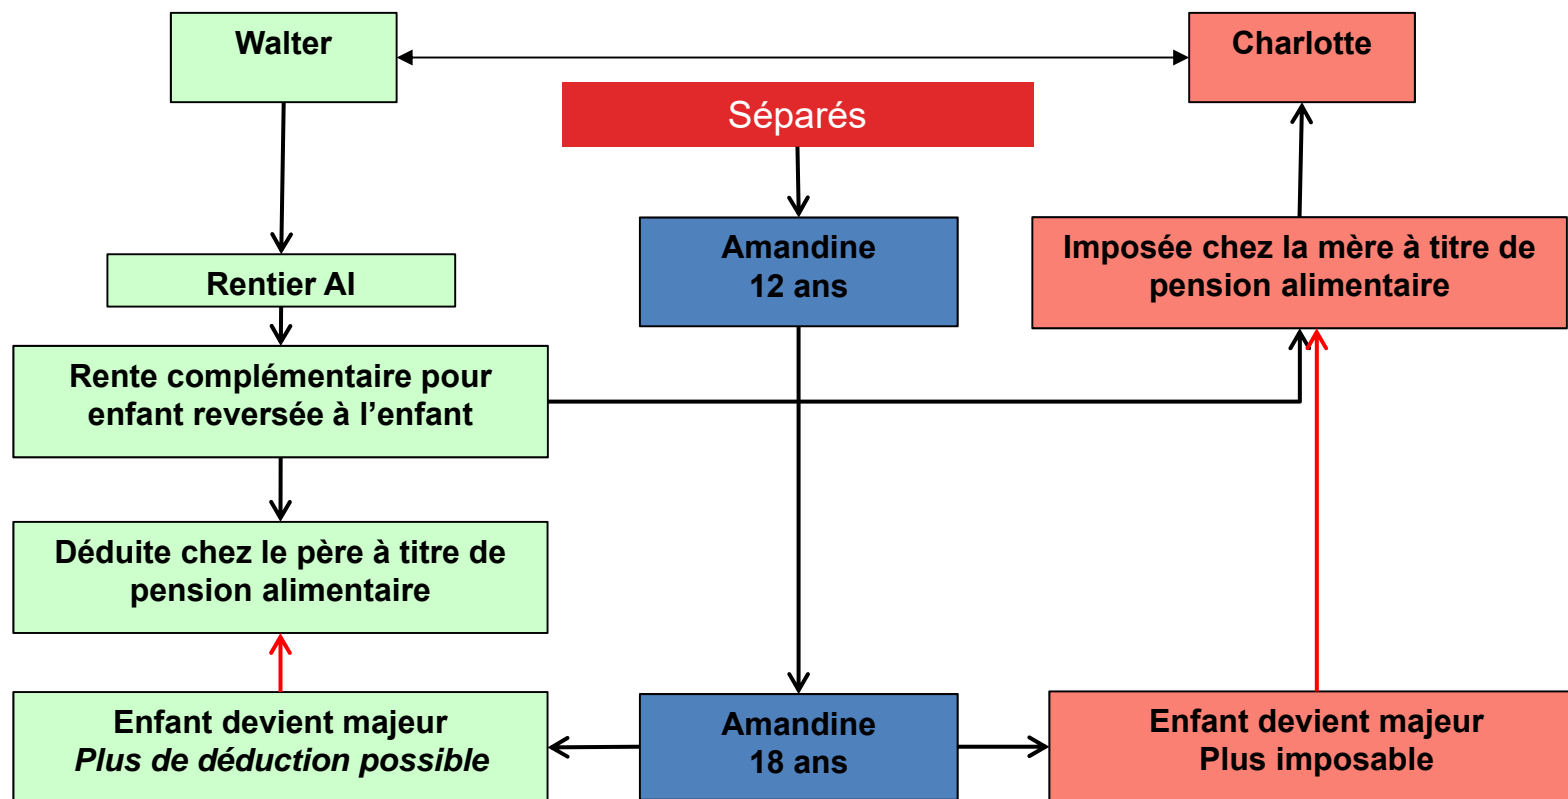 Walter
Charlotte
Séparés
Amandine
12 ans
Imposée chez la mère à titre de
pension alimentaire
Rentier AI
Rente complémentaire pour
enfant reversée à l’enfant
Déduite chez le père à titre de
pension alimentaire
Enfant devient majeur
Plus de déduction possible
Amandine
18 ans
Enfant devient majeur
Plus imposable